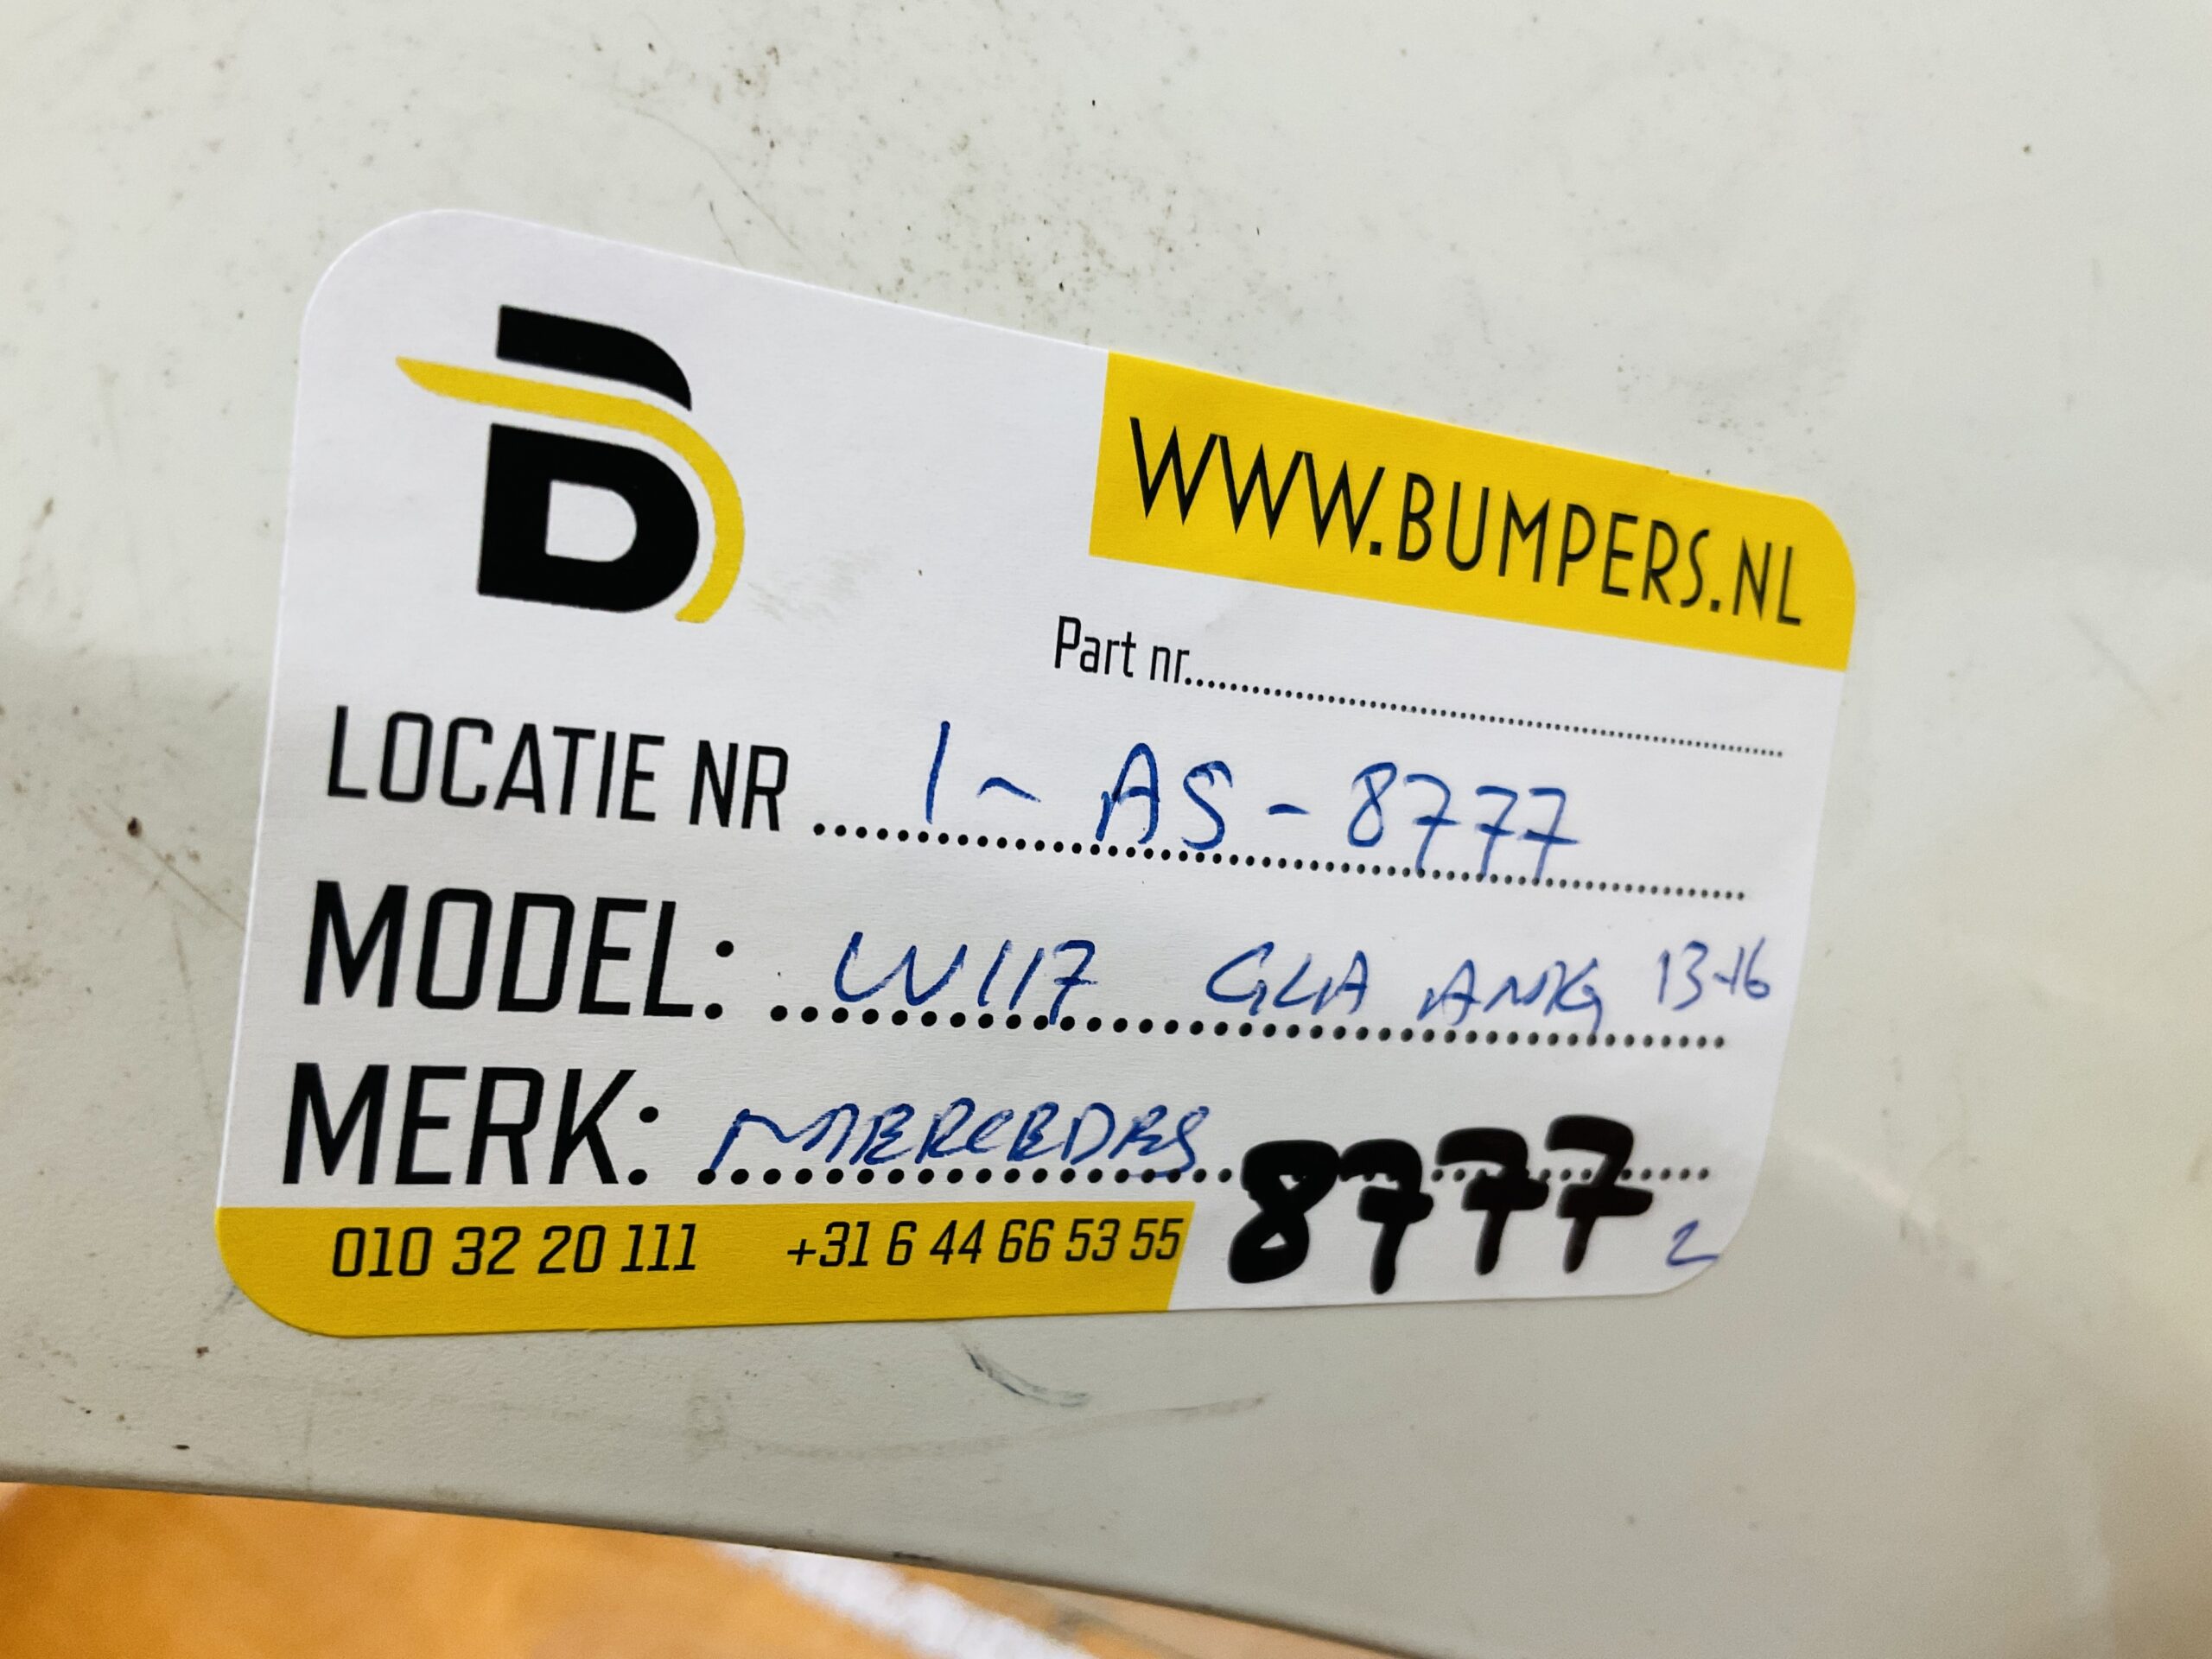 B
WWW.BUMPERS.NL
Part nr.
LOCATIE NR 1 - AS - 8777
MODEL: W117 GLA AMG 13-16
MERK: MERCEDES
8777 2
010 32 20 111 +31 6 44 66 53 55